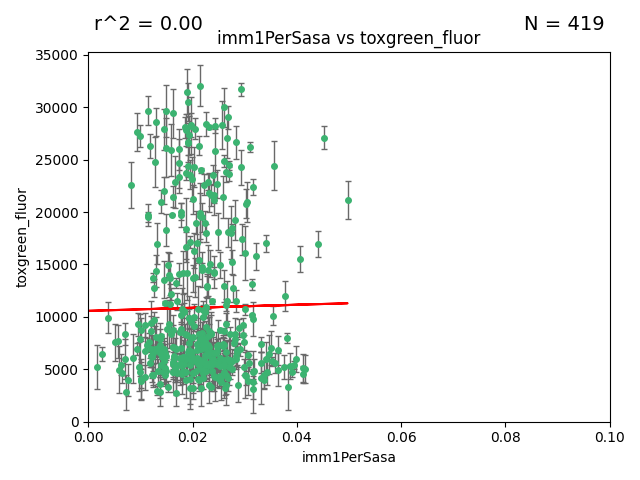 r^2 = 0.00
N = 419
imm1PerSasa vs toxgreen_fluor
35000
30000
25000
20000
15000
10000
5000
0
toxgreen_fluor
0.00
0.02
0.04
0.06
0.08
0.10
imm1PerSasa